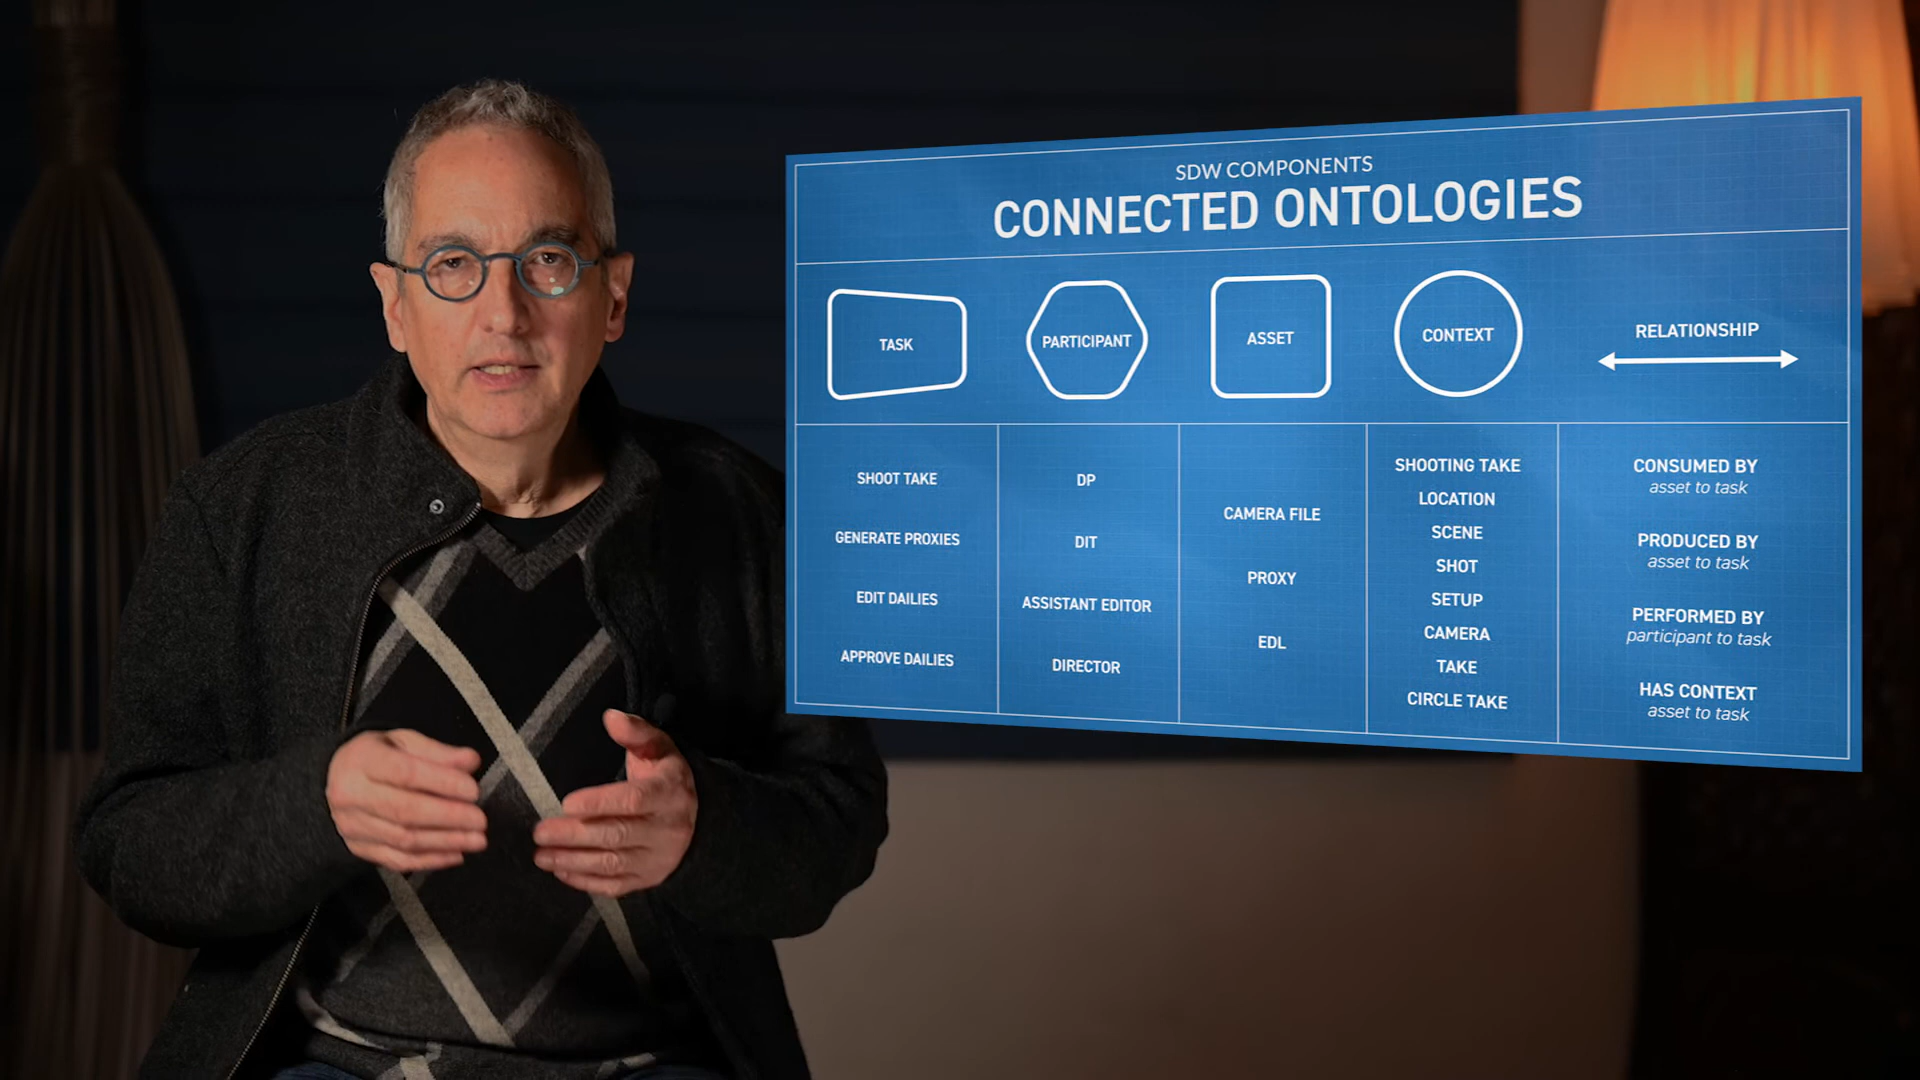 SDW COMPONENTS
CONNECTED ONTOLOGIES
TASK
PARTICIPANT
ASSET
CONTEXT
RELATIONSHIP
SHOOT TAKE
GENERATE PROXIES
EDIT DAILIES
APPROVE DAILIES
DP
DIT
ASSISTANT EDITOR
DIRECTOR
CAMERA FILE
PROXY
EDL
SHOOTING TAKE
LOCATION
SCENE
SHOT
SETUP
CAMERA
TAKE
CIRCLE TAKE
CONSUMED BY
asset to task
PRODUCED BY
asset to task
PERFORMED BY
participant to task
HAS CONTEXT
asset to task